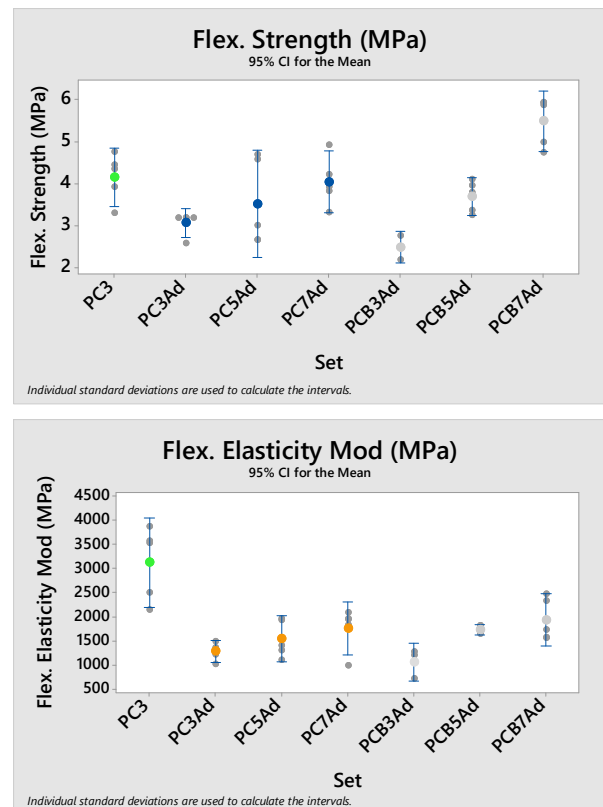 Flex. Strength (MPa)
95% CI for the Mean
Flex. Strength (MPa)
6
5
4
3
2
PC3
PC3Ad
PC5Ad
PC7Ad
PCB3Ad
PCB5Ad
PCB7Ad
Set
Individual standard deviations are used to calculate the intervals.
Flex. Elasticity Mod (MPa)
95% CI for the Mean
Flex. Elasticity Mod (MPa)
4500
4000
3500
3000
2500
2000
1500
1000
500
PC3
PC3Ad
PC5Ad
PC7Ad
PCB3Ad
PCB5Ad
PCB7Ad
Set
Individual standard deviations are used to calculate the intervals.